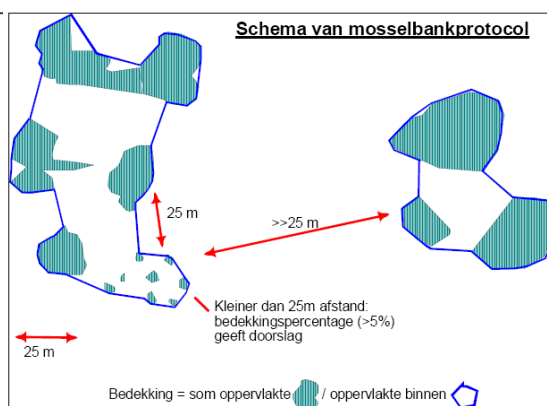 Schema van mosselbankprotocol
25 m
>>25 m
Kleiner dan 25m afstand:
bedekkingspercentage (>5%)
geeft doorslag
25 m
Bedekking = som oppervlakte / oppervlakte binnen